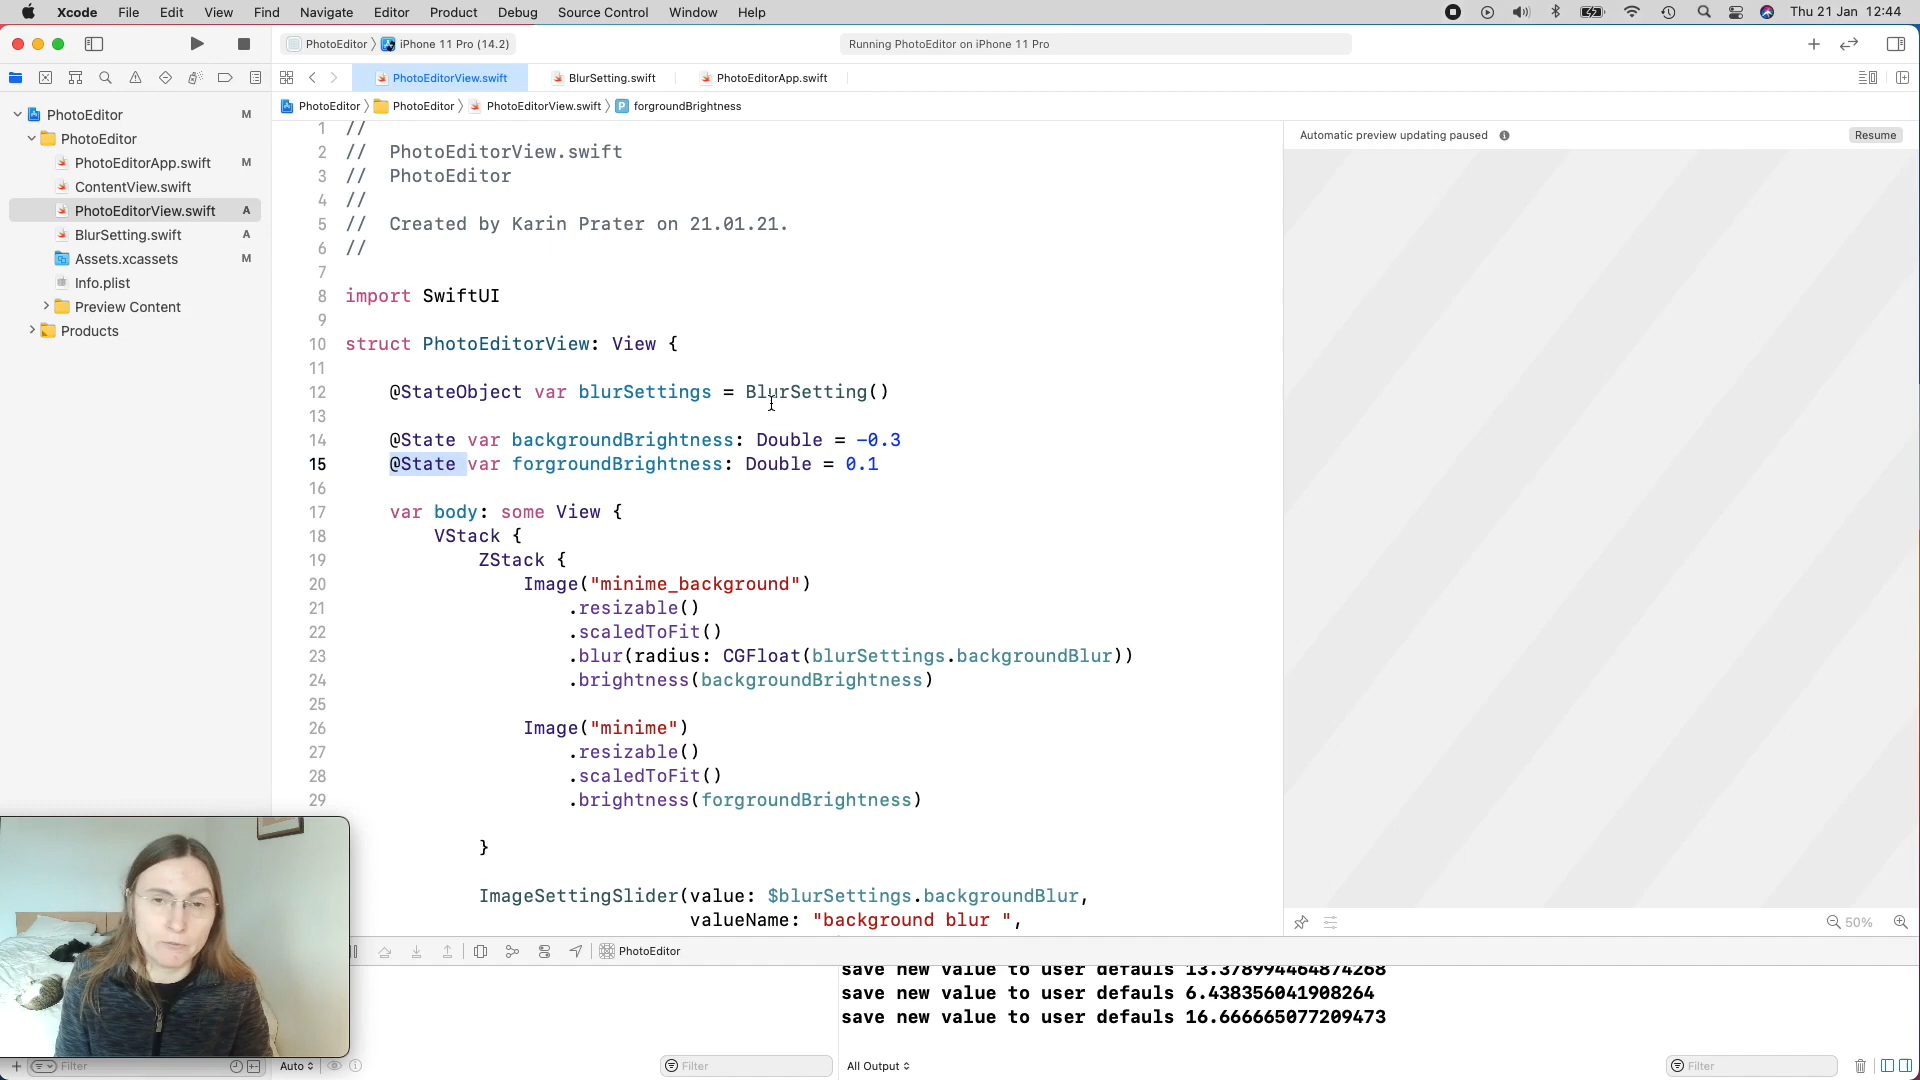 Xcode File Edit View Find Navigate Editor Product Debug Source Control Window Help
Thu 21 Jan 12:44
PhotoEditor iPhone 11 Pro (14.2)
Running PhotoEditor on iPhone 11 Pro
PhotoEditorView.swift BlurSetting.swift PhotoEditorApp.swift
PhotoEditor PhotoEditor PhotoEditorView.swift P forgroundBrightness
PhotoEditor M
PhotoEditor
PhotoEditorApp.swift M
ContentView.swift
PhotoEditorView.swift A
BlurSetting.swift A
Assets.xcassets M
Info.plist
Preview Content
Products
1 //
2 // PhotoEditorView.swift
3 // PhotoEditor
4 //
5 // Created by Karin Prater on 21.01.21.
6 //
7
8 import SwiftUI
9
10 struct PhotoEditorView: View {
11
12 @StateObject var blurSettings = BlurSetting()
13
14 @State var backgroundBrightness: Double = -0.3
15 @State var forgroundBrightness: Double = 0.1
16
17 var body: some View {
18 VStack {
19 ZStack {
20 Image("minime_background")
21 .resizable()
22 .scaledToFit()
23 .blur(radius: CGFloat(blurSettings.backgroundBlur))
24 .brightness(backgroundBrightness)
25
26 Image("minime")
27 .resizable()
28 .scaledToFit()
29 .brightness(forgroundBrightness)
}
ImageSettingSlider(value: $blurSettings.backgroundBlur,
valueName: "background blur ",
Automatic preview updating paused
Resume
50%
PhotoEditor
save new value to user defauls 13.378994464874268
save new value to user defauls 6.438356041908264
save new value to user defauls 16.666665077209473
Filter
Auto
Filter
All Output
Filter